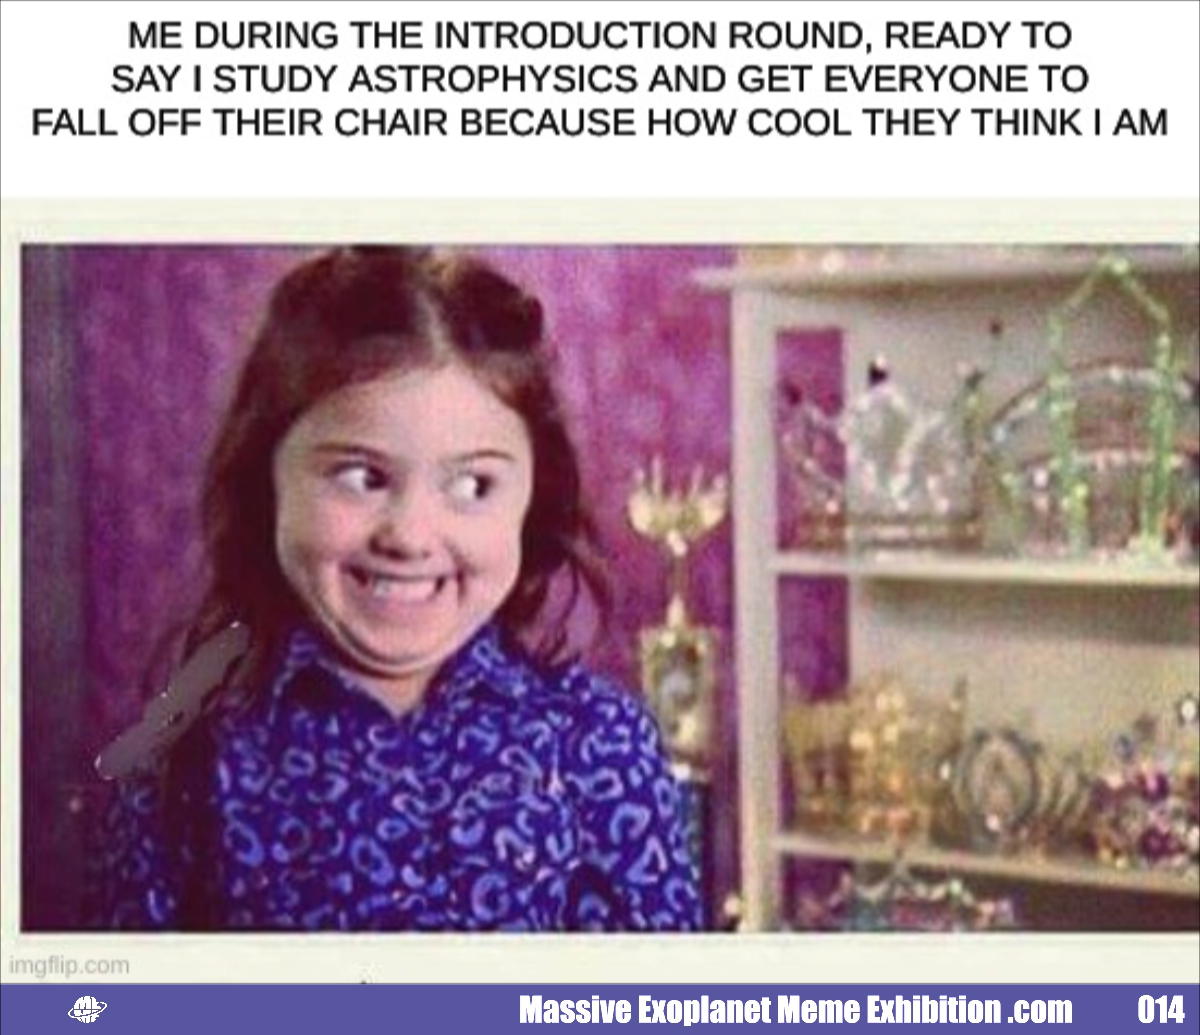 ME DURING THE INTRODUCTION ROUND, READY TO
SAY I STUDY ASTROPHYSICS AND GET EVERYONE TO
FALL OFF THEIR CHAIR BECAUSE HOW COOL THEY THINK I AM
imgflip.com
Massive Exoplanet Meme Exhibition .com 014